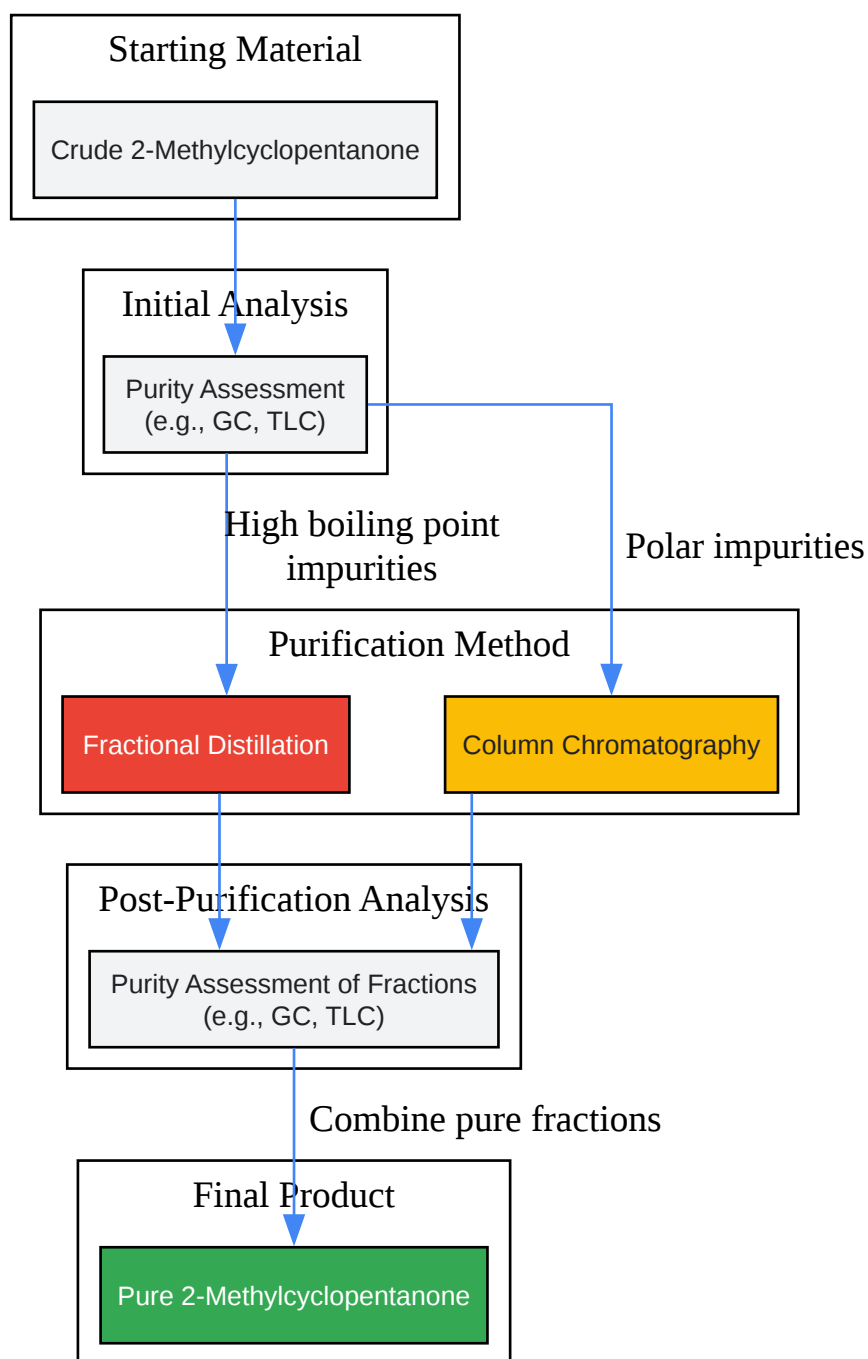 Starting Material
Crude 2-Methylcyclopentanone
Initial Analysis
Purity Assessment
(e.g., GC, TLC)
High boiling point
impurities
Polar impurities
Purification Method
Fractional Distillation
Column Chromatography
Post-Purification Analysis
Purity Assessment of Fractions
(e.g., GC, TLC)
Combine pure fractions
Final Product
Pure 2-Methylcyclopentanone